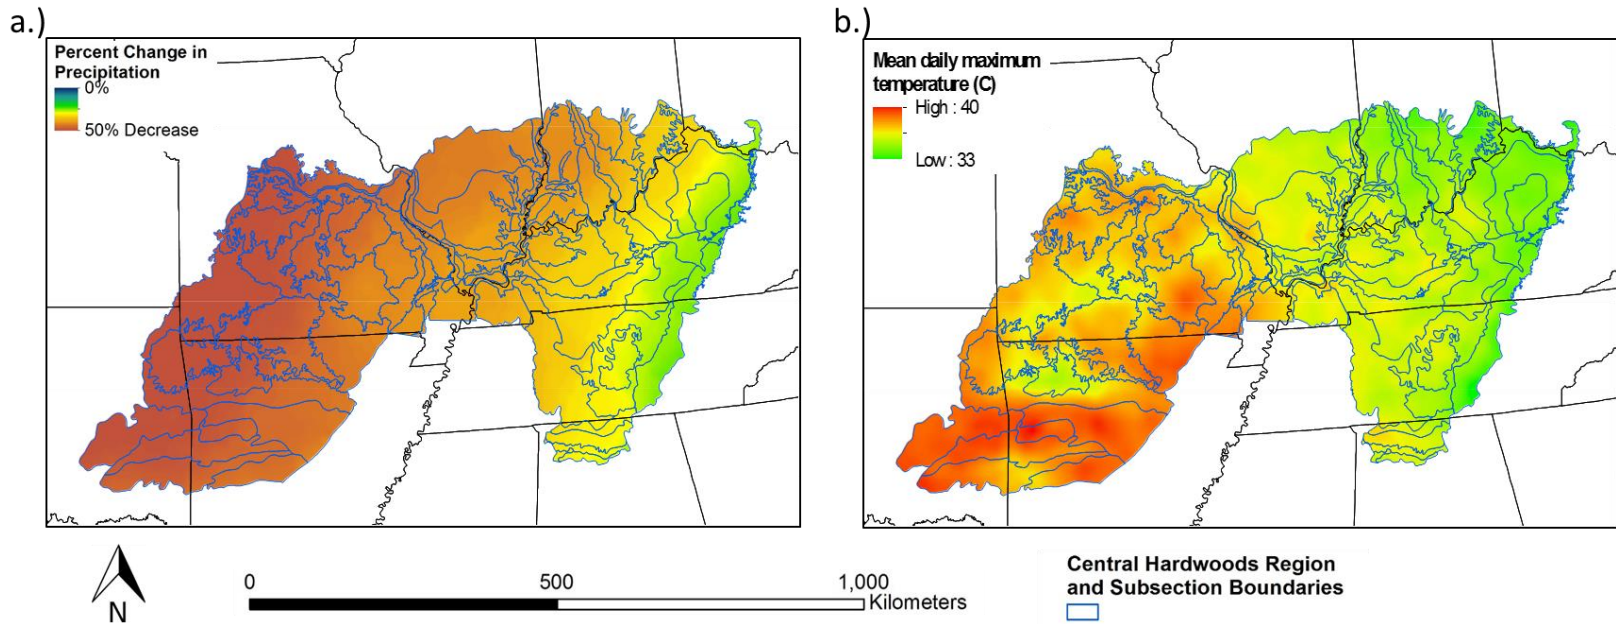 a.)
Percent Change in
Precipitation
0%
50% Decrease
b.)
Mean daily maximum
temperature (C)
High : 40
Low : 33
N
0
500
1,000
Kilometers
Central Hardwoods Region
and Subsection Boundaries